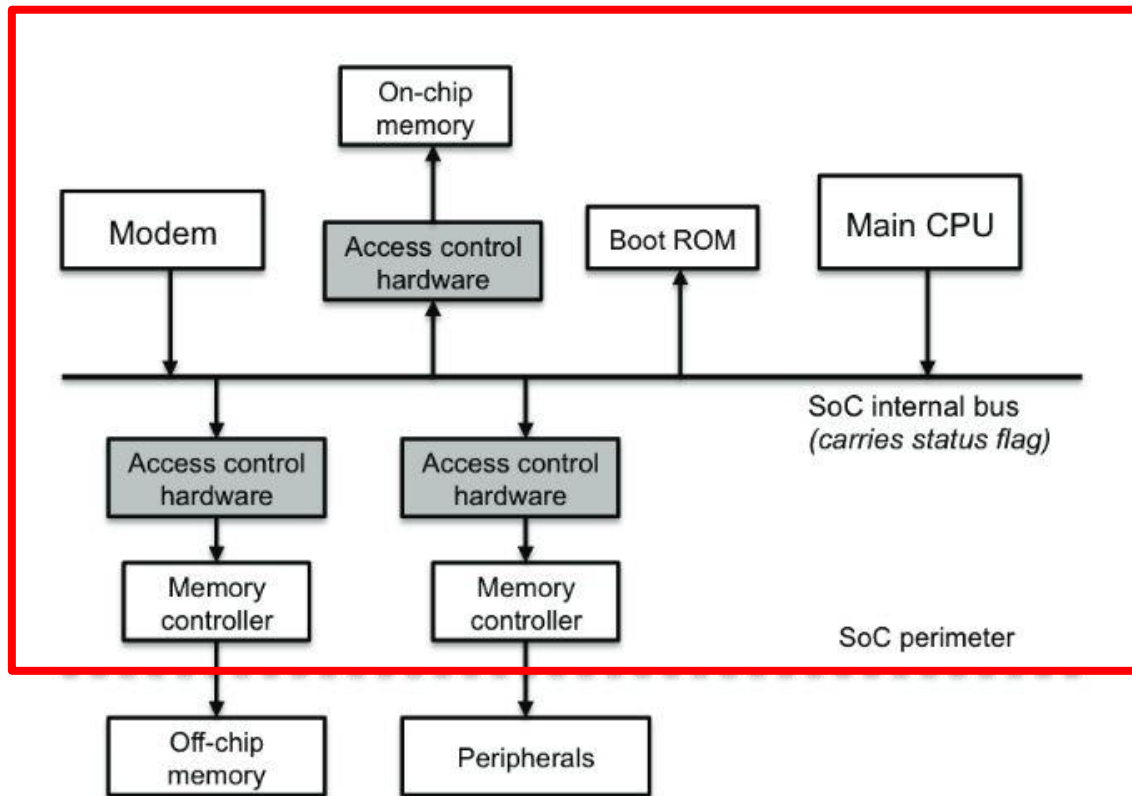 On-chip
memory
Modem
Access control
hardware
Boot ROM
Main CPU
SoC internal bus
(carries status flag)
Access control
hardware
Access control
hardware
Memory
controller
Memory
controller
SoC perimeter
Off-chip
memory
Peripherals